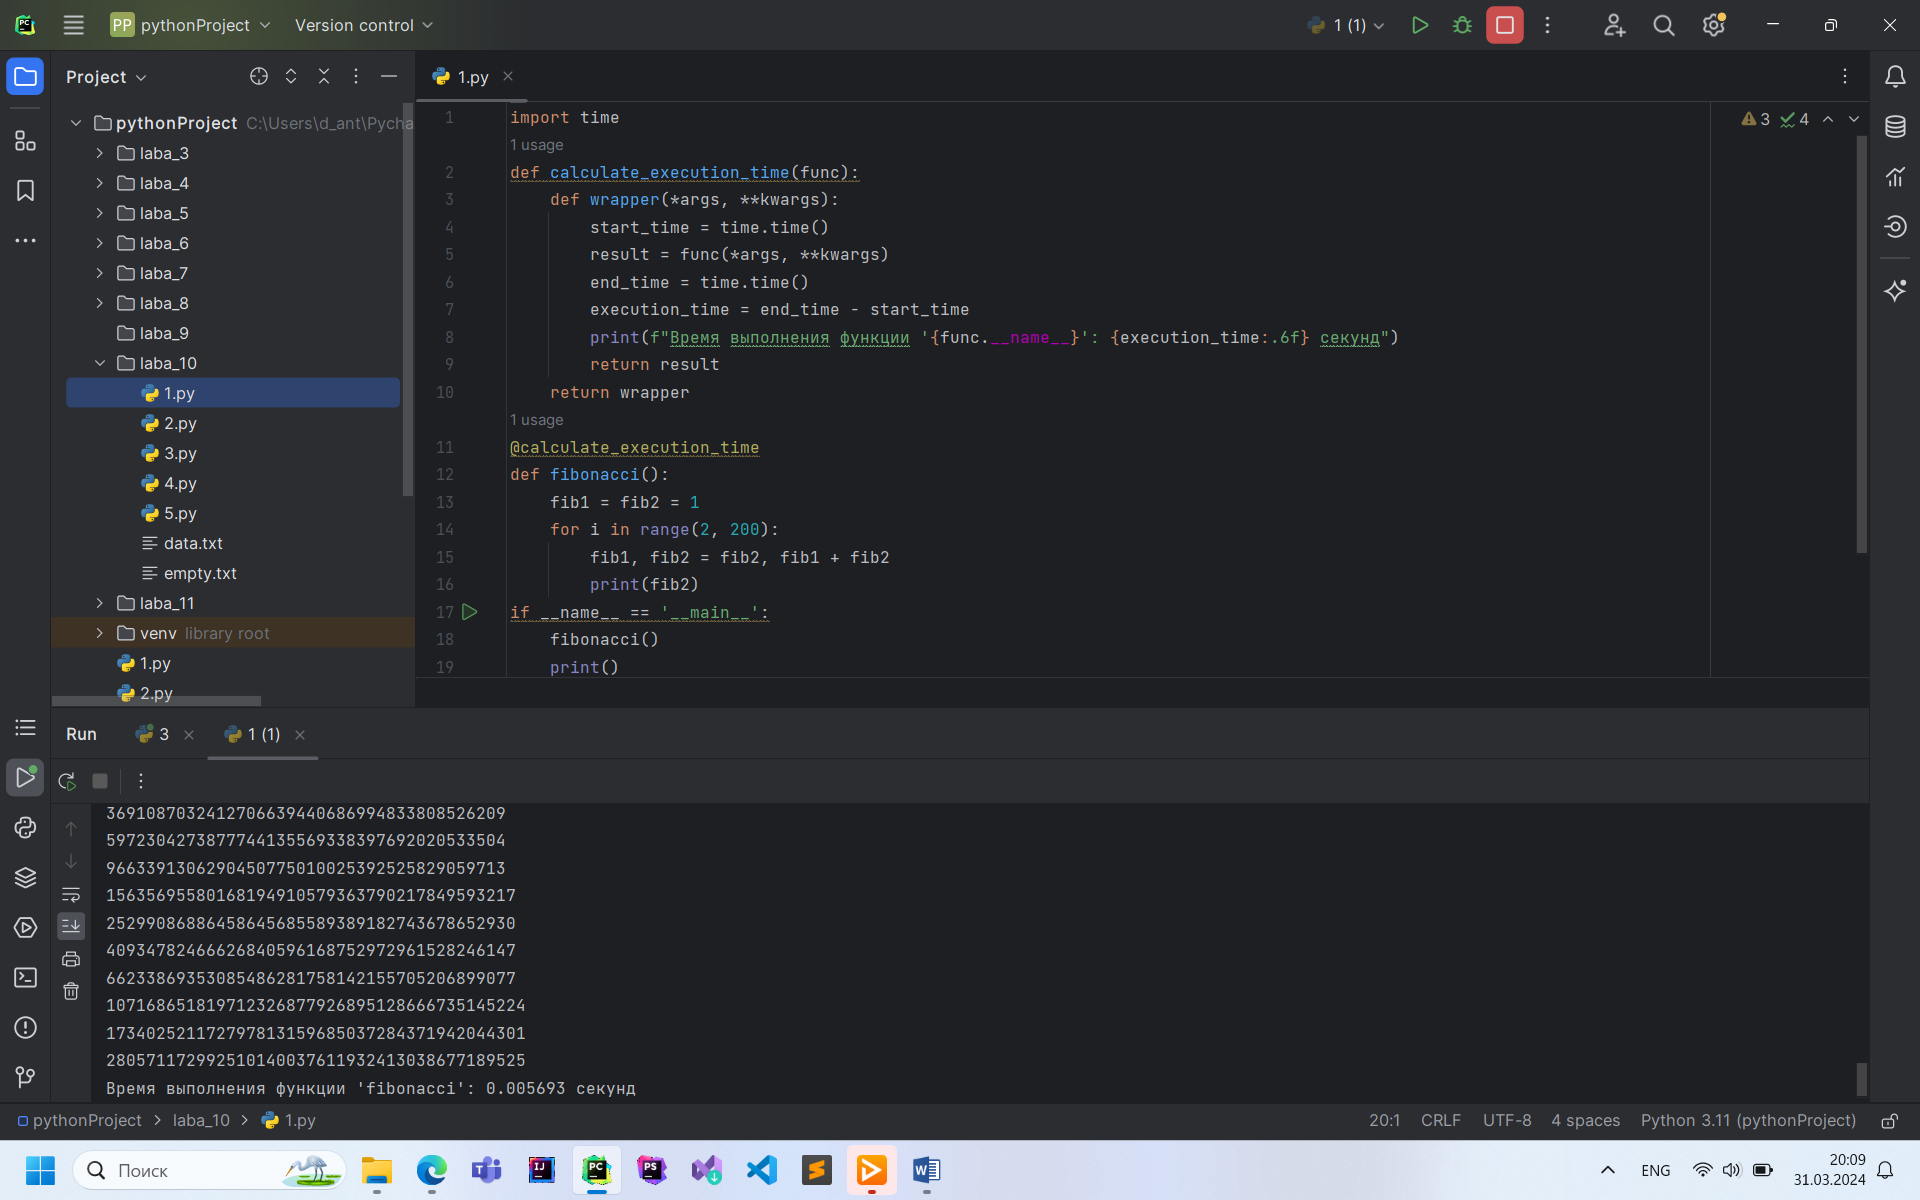 PP pythonProject Version control 1 (1)
Project
1.py
pythonProject C:\Users\d_ant\Pycha
laba_3
laba_4
laba_5
laba_6
laba_7
laba_8
laba_9
laba_10
1.py
2.py
3.py
4.py
5.py
data.txt
empty.txt
laba_11
venv library root
1.py
2.py
3 4
1 import time
1 usage
2 def calculate_execution_time(func):
3 def wrapper(*args, **kwargs):
4 start_time = time.time()
5 result = func(*args, **kwargs)
6 end_time = time.time()
7 execution_time = end_time - start_time
8 print(f"Время выполнения функции '{func.__name__}': {execution_time:.6f} секунд")
9 return result
10 return wrapper
1 usage
11 @calculate_execution_time
12 def fibonacci():
13 fib1 = fib2 = 1
14 for i in range(2, 200):
15 fib1, fib2 = fib2, fib1 + fib2
16 print(fib2)
17 if __name__ == '__main__':
18 fibonacci()
19 print()
Run 3 1 (1)
36910870324127066394406869948338085​26209
5972304273877744135569338397692020533504
9663391306290450775010025392525829059713
15635695580168194910579363790217849593217
25299086886458645685589389182743678652930
40934782466626840596168752972961528246147
66233869353085486281758142155705206899077
107168651819712326877926895128666735145224
173402521172797813159685037284371942044301
280571172992510140037611932413038677189525
Время выполнения функции 'fibonacci': 0.005693 секунд
pythonProject laba_10 1.py 20:1 CRLF UTF-8 4 spaces Python 3.11 (pythonProject)
Поиск
ENG
20:09
31.03.2024